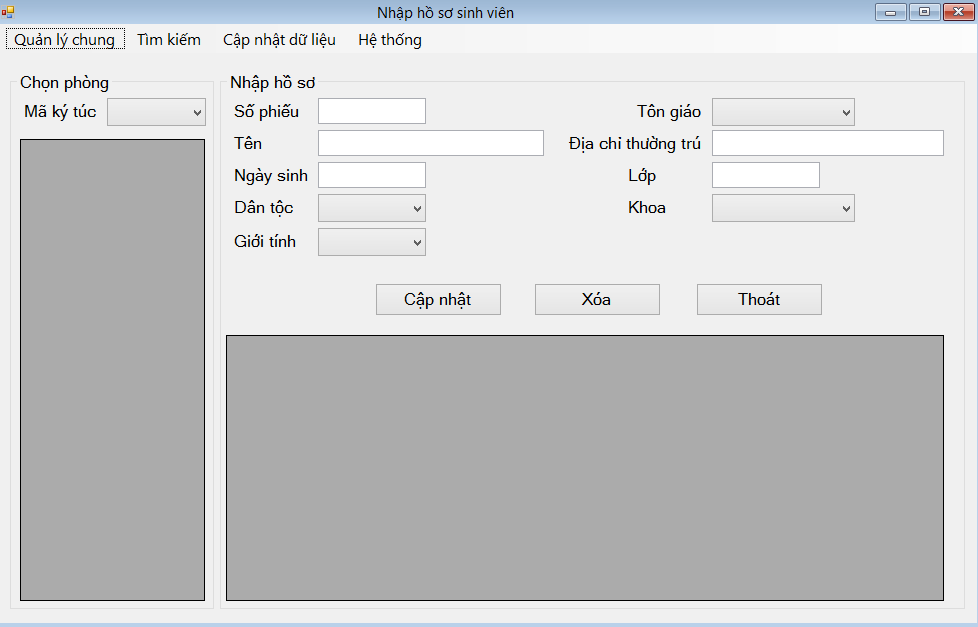 Nhập hồ sơ sinh viên
Quản lý chung Tìm kiếm Cập nhật dữ liệu Hệ thống
Chọn phòng
Mã ký túc
Nhập hồ sơ
Số phiếu
Tôn giáo
Tên
Địa chỉ thường trú
Ngày sinh
Lớp
Dân tộc
Khoa
Giới tính
Cập nhật
Xóa
Thoát